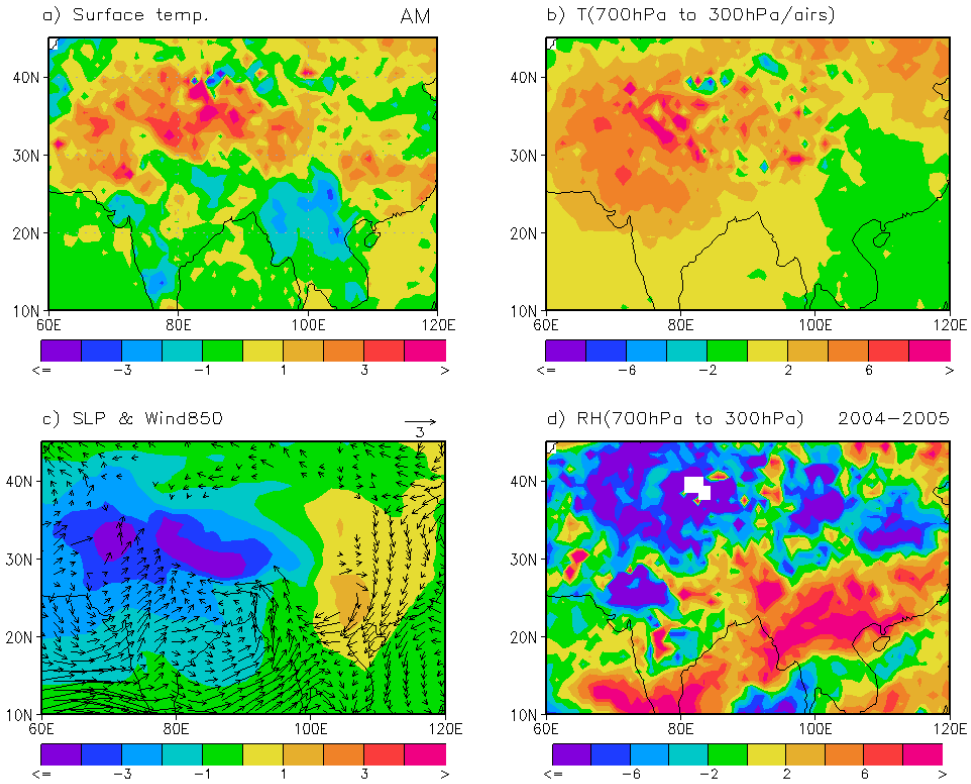 a) Surface temp. AM
40N
30N
20N
10N
60E 80E 100E 120E
<= -3 -1 1 3 >
b) T(700hPa to 300hPa/airs)
40N
30N
20N
10N
60E 80E 100E 120E
<= -6 -2 2 6 >
c) SLP & Wind850
3
40N
30N
20N
10N
60E 80E 100E 120E
<= -3 -1 1 3 >
d) RH(700hPa to 300hPa) 2004-2005
40N
30N
20N
10N
60E 80E 100E 120E
<= -6 -2 2 6 >